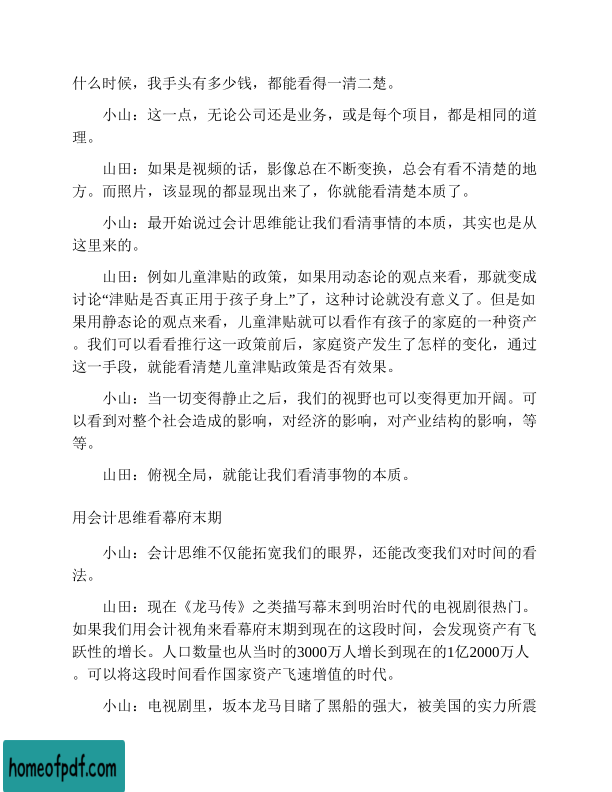 什么时候，我手头有多少钱，都能看得一清二楚。
小山：这一点，无论公司还是业务，或是每个项目，都是相同的道
理。
山田：如果是视频的话，影像总在不断变换，总会有看不清楚的地
方。而照片，该显现的都显现出来了，你就能看清楚本质了。
小山：最开始说过会计思维能让我们看清事情的本质，其实也是从
这里来的。
山田：例如儿童津贴的政策，如果用动态论的观点来看，那就变成
讨论“津贴是否真正用于孩子身上”了，这种讨论就没有意义了。但是如
果用静态论的观点来看，儿童津贴就可以看作有孩子的家庭的一种资产
。我们可以看看推行这一政策前后，家庭资产发生了怎样的变化，通过
这一手段，就能看清楚儿童津贴政策是否有效果。
小山：当一切变得静止之后，我们的视野也可以变得更加开阔。可
以看到对整个社会造成的影响，对经济的影响，对产业结构的影响，等
等。
山田：俯视全局，就能让我们看清事物的本质。
用会计思维看幕府末期
小山：会计思维不仅能拓宽我们的眼界，还能改变我们对时间的看
法。
山田：现在《龙马传》之类描写幕末到明治时代的电视剧很热门。
如果我们用会计视角来看幕府末期到现在的这段时间，会发现资产有飞
跃性的增长。人口数量也从当时的3000万人增长到现在的1亿2000万人
。可以将这段时间看作国家资产飞速增值的时代。
小山：电视剧里，坂本龙马目睹了黑船的强大，被美国的实力所震
homeofpdf.com